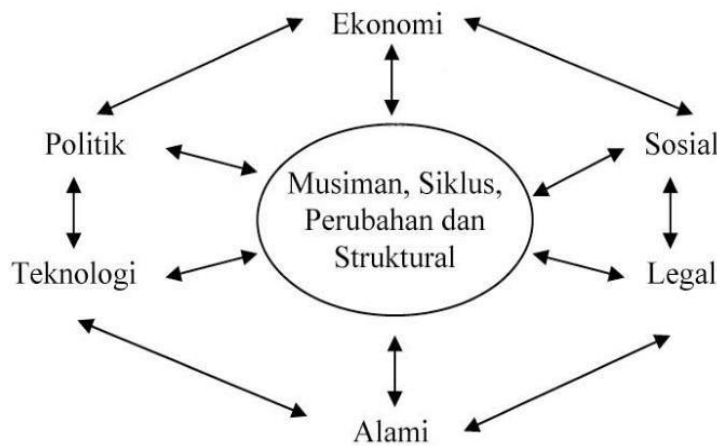 Ekonomi
Politik
Sosial
Musiman, Siklus,
Perubahan dan
Struktural
Teknologi
Legal
Alami